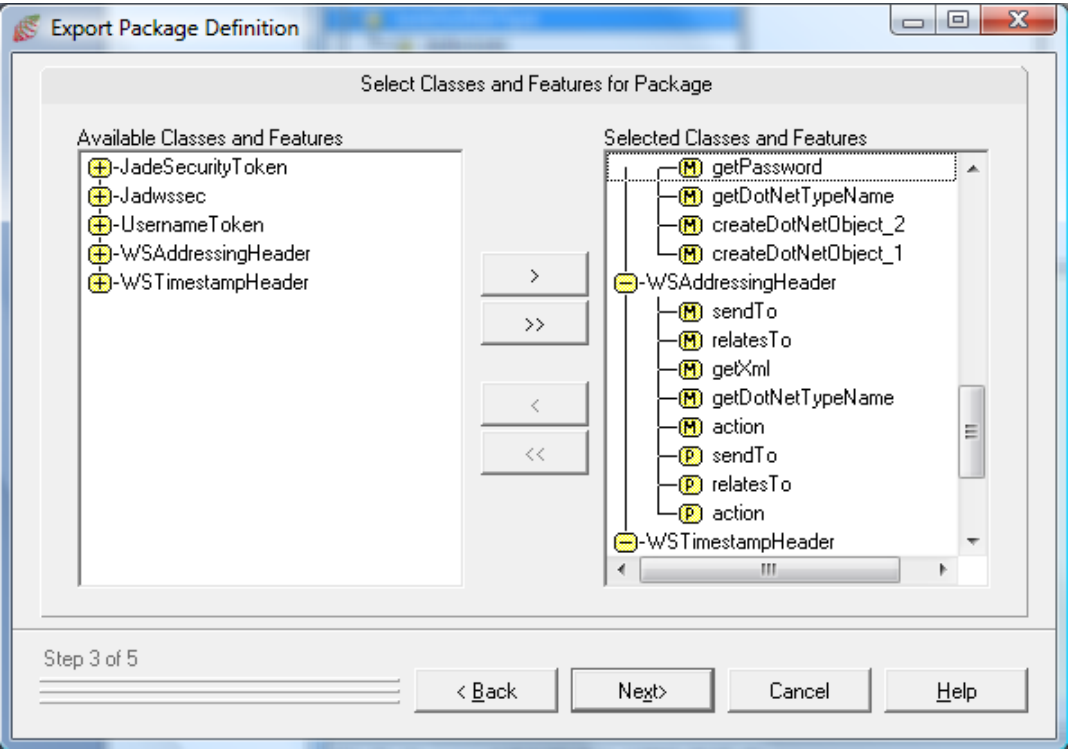 Export Package Definition
Select Classes and Features for Package
Available Classes and Features
JadeSecurityToken
Jadwssec
UsernameToken
WSAddressingHeader
WSTimestampHeader
>
>>
<
<<
Selected Classes and Features
M getPassword
M getDotNetTypeName
M createDotNetObject_2
M createDotNetObject_1
WSAddressingHeader
M sendTo
M relatesTo
M getXml
M getDotNetTypeName
M action
P sendTo
P relatesTo
P action
WSTimestampHeader
Step 3 of 5
< Back
Next>
Cancel
Help